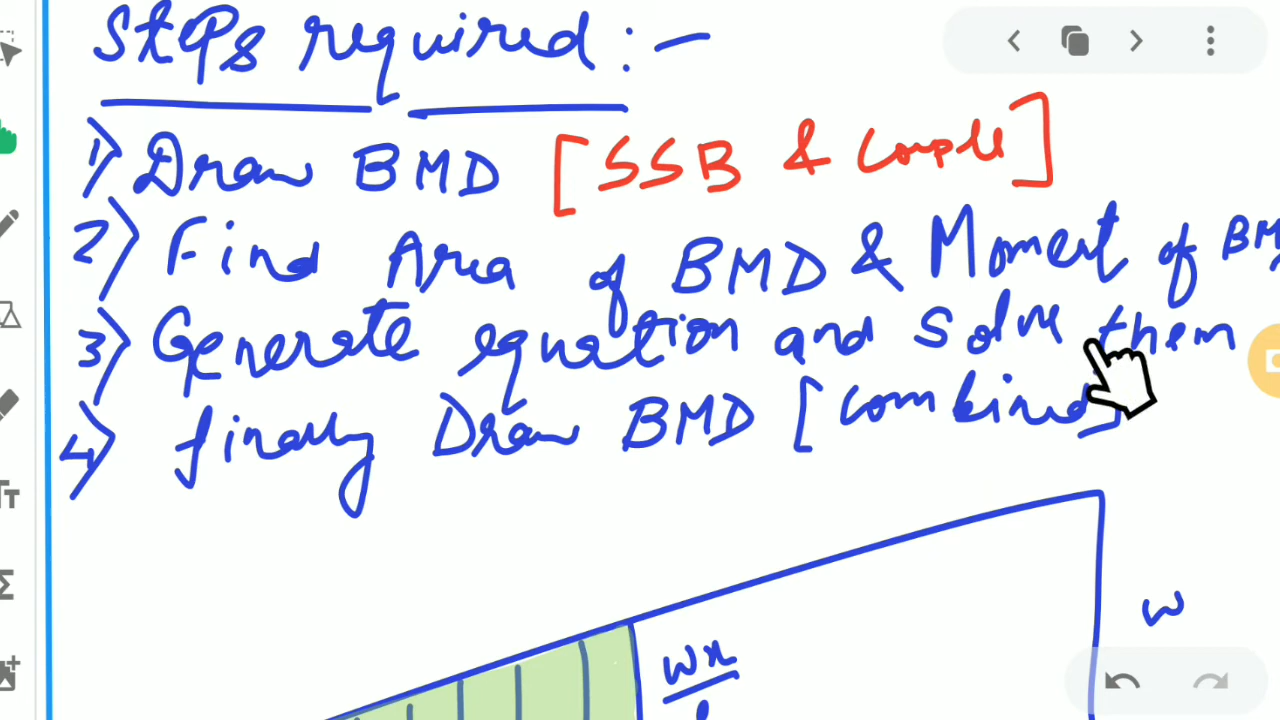 Steps required:-
1) Draw BMD [SSB & Couple]
2) Find Area of BMD & Moment of BM
3) Generate equation and solve them
4) finally Draw BMD [Combined]
w
wx
l